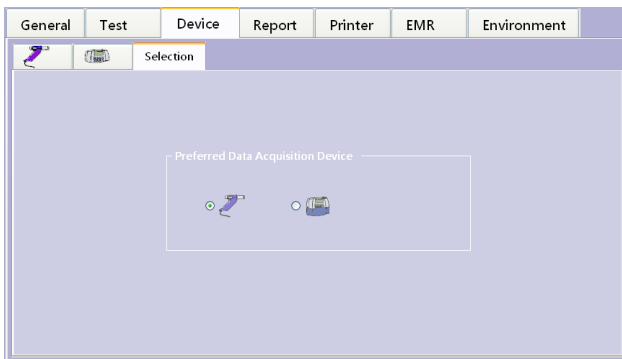 General Test Device Report Printer EMR Environment
Selection
Preferred Data Acquisition Device